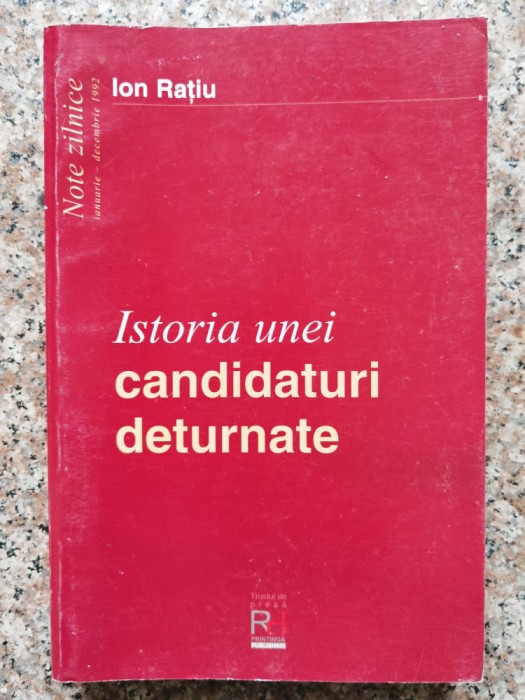 Ion Rațiu
Note zilnice
ianuarie - decembrie 1992
Istoria unei
candidaturi
deturnate
Trustul de
presă
PRINTING
PUBLISHING